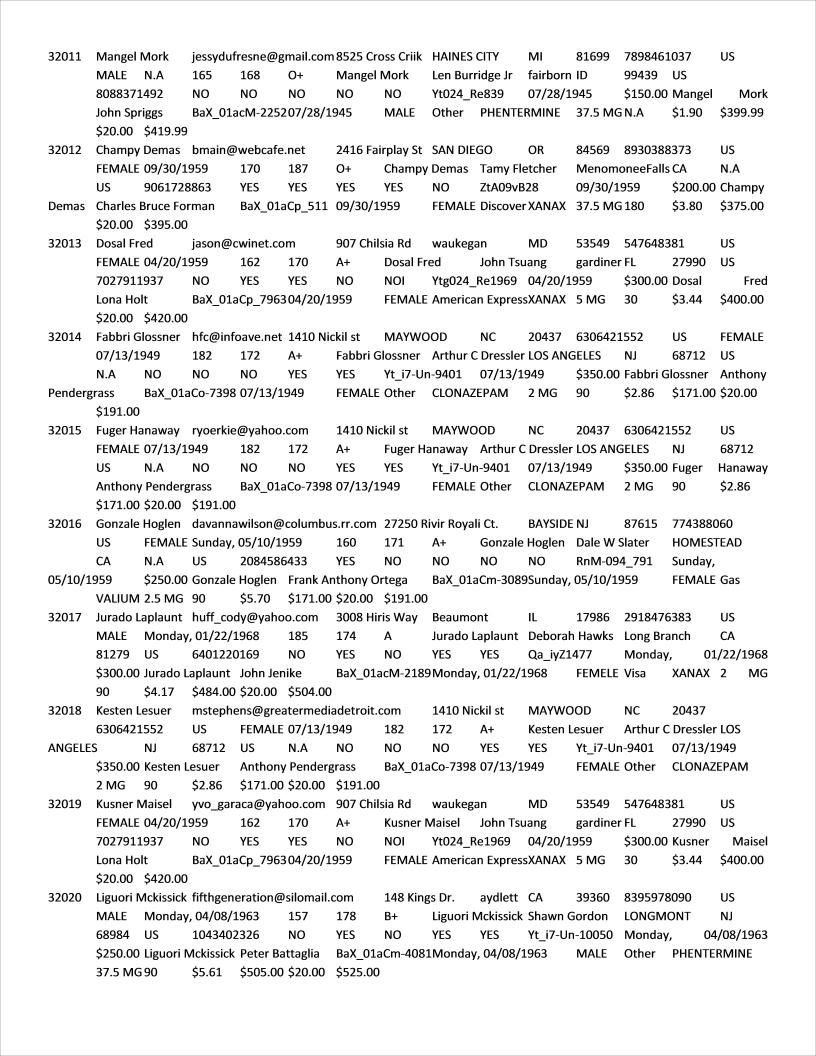 32011 Mangel Mork jessydufresne@gmail.com 8525 Cross Criik HAINES CITY MI 81699 7898461037 US
MALE N.A 165 168 O+ Mangel Mork Len Burridge Jr fairborn ID 99439 US
8088371492 NO NO NO NO NO Yt024_Re839 07/28/1945 $150.00 Mangel Mork
John Spriggs BaX_01acM-2252 07/28/1945 MALE Other PHENTERMINE 37.5 MG N.A $1.90 $399.99
$20.00 $419.99
32012 Champy Demas bmain@webcafe.net 2416 Fairplay St SAN DIEGO OR 84569 8930388373 US
FEMALE 09/30/1959 170 187 O+ Champy Demas Tamy Fletcher MenomoneeFalls CA N.A
US 9061728863 YES YES YES YES NO ZtA09vB28 09/30/1959 $200.00 Champy
Demas Charles Bruce Forman BaX_01aCp_511 09/30/1959 FEMALE Discover XANAX 37.5 MG 180 $3.80 $375.00
$20.00 $395.00
32013 Dosal Fred jason@cwinet.com 907 Chilsia Rd waukegan MD 53549 547648381 US
FEMALE 04/20/1959 162 170 A+ Dosal Fred John Tsuang gardiner FL 27990 US
7027911937 NO YES YES NO NOI Ytg024_Re1969 04/20/1959 $300.00 Dosal Fred
Lona Holt BaX_01aCp_7963 04/20/1959 FEMALE American Express XANAX 5 MG 30 $3.44 $400.00
$20.00 $420.00
32014 Fabbri Glossner hfc@infoave.net 1410 Nickil st MAYWOOD NC 20437 6306421552 US FEMALE
07/13/1949 182 172 A+ Fabbri Glossner Arthur C Dressler LOS ANGELES NJ 68712 US
N.A NO NO NO YES YES Yt_i7-Un-9401 07/13/1949 $350.00 Fabbri Glossner Anthony
Pendergrass BaX_01aCo-7398 07/13/1949 FEMALE Other CLONAZEPAM 2 MG 90 $2.86 $171.00 $20.00
$191.00
32015 Fuger Hanaway ryoerkie@yahoo.com 1410 Nickil st MAYWOOD NC 20437 6306421552 US
FEMALE 07/13/1949 182 172 A+ Fuger Hanaway Arthur C Dressler LOS ANGELES NJ 68712
US N.A NO NO NO YES YES Yt_i7-Un-9401 07/13/1949 $350.00 Fuger Hanaway
Anthony Pendergrass BaX_01aCo-7398 07/13/1949 FEMALE Other CLONAZEPAM 2 MG 90 $2.86
$171.00 $20.00 $191.00
32016 Gonzale Hoglen davannawilson@columbus.rr.com 27250 Rivir Royali Ct. BAYSIDE NJ 87615 774388060
US FEMALE Sunday, 05/10/1959 160 171 A+ Gonzale Hoglen Dale W Slater HOMESTEAD
CA N.A US 2084586433 YES NO NO NO NO RnM-094_791 Sunday,
05/10/1959 $250.00 Gonzale Hoglen Frank Anthony Ortega BaX_01aCm-3089 Sunday, 05/10/1959 FEMALE Gas
VALIUM 2.5 MG 90 $5.70 $171.00 $20.00 $191.00
32017 Jurado Laplaunt huff_cody@yahoo.com 3008 Hiris Way Beaumont IL 17986 2918476383 US
MALE Monday, 01/22/1968 185 174 A Jurado Laplaunt Deborah Hawks Long Branch CA
81279 US 6401220169 NO YES NO YES YES Qa_iyZ1477 Monday, 01/22/1968
$300.00 Jurado Laplaunt John Jenike BaX_01acM-2189 Monday, 01/22/1968 FEMELE Visa XANAX 2 MG
90 $4.17 $484.00 $20.00 $504.00
32018 Kesten Lesuer mstephens@greatermediadetroit.com 1410 Nickil st MAYWOOD NC 20437
6306421552 US FEMALE 07/13/1949 182 172 A+ Kesten Lesuer Arthur C Dressler LOS
ANGELES NJ 68712 US N.A NO NO NO YES YES Yt_i7-Un-9401 07/13/1949
$350.00 Kesten Lesuer Anthony Pendergrass BaX_01aCo-7398 07/13/1949 FEMALE Other CLONAZEPAM
2 MG 90 $2.86 $171.00 $20.00 $191.00
32019 Kusner Maisel yvo_garaca@yahoo.com 907 Chilsia Rd waukegan MD 53549 547648381 US
FEMALE 04/20/1959 162 170 A+ Kusner Maisel John Tsuang gardiner FL 27990 US
7027911937 NO YES YES NO NOI Yt024_Re1969 04/20/1959 $300.00 Kusner Maisel
Lona Holt BaX_01aCp_7963 04/20/1959 FEMALE American Express XANAX 5 MG 30 $3.44 $400.00
$20.00 $420.00
32020 Liguori Mckissick fifthgeneration@silomail.com 148 Kings Dr. aydlett CA 39360 8395978090 US
MALE Monday, 04/08/1963 157 178 B+ Liguori Mckissick Shawn Gordon LONGMONT NJ
68984 US 1043402326 NO YES NO YES YES Yt_i7-Un-10050 Monday, 04/08/1963
$250.00 Liguori Mckissick Peter Battaglia BaX_01aCm-4081 Monday, 04/08/1963 MALE Other PHENTERMINE
37.5 MG 90 $5.61 $505.00 $20.00 $525.00